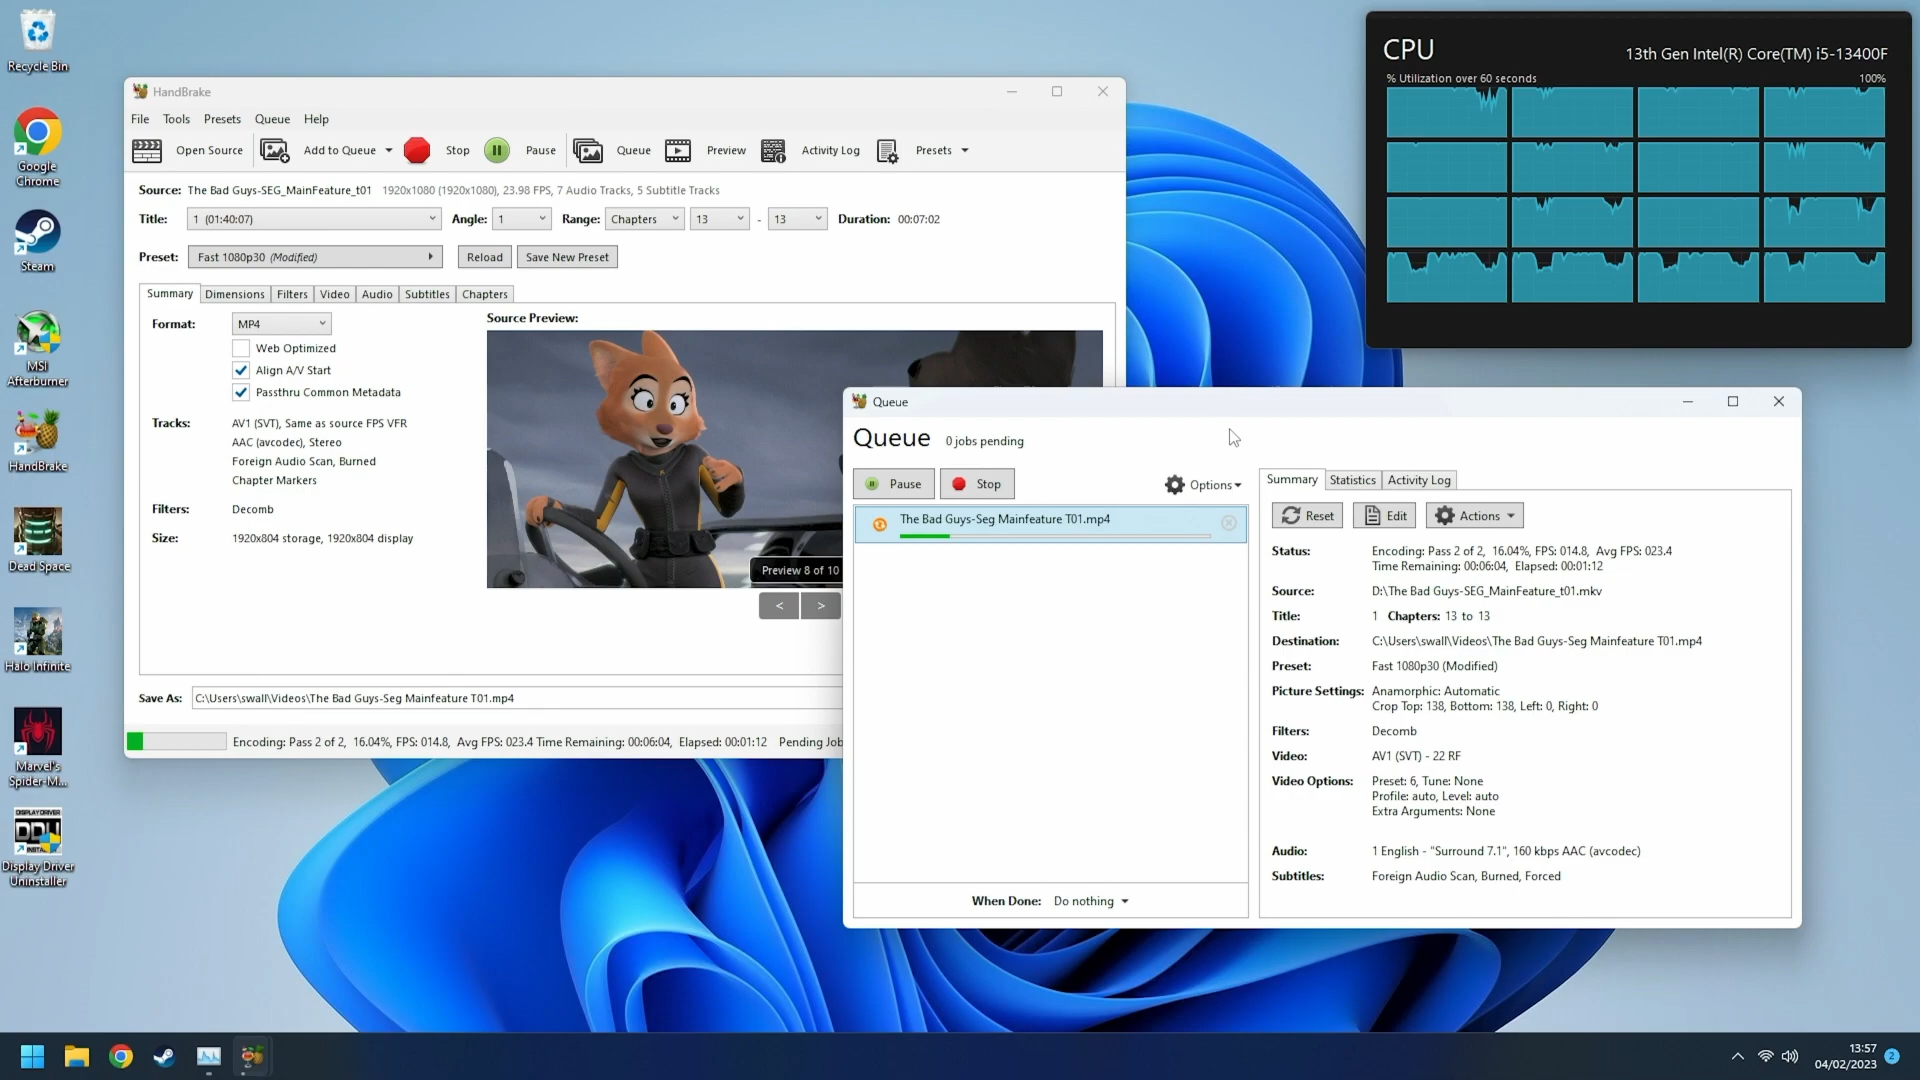 Recycle Bin
Google
Chrome
Steam
MSI
Afterburner
HandBrake
Dead Space
Halo Infinite
Marvel's
Spider-M...
DISPLAY DRIVER
DDU
Display Driver
Uninstaller
HandBrake
File Tools Presets Queue Help
Open Source Add to Queue Stop Pause Queue Preview Activity Log Presets
Source: The Bad Guys-SEG_MainFeature_t01 1920x1080 (1920x1080), 23.98 FPS, 7 Audio Tracks, 5 Subtitle Tracks
Title: 1 (01:40:07) Angle: 1 Range: Chapters 13 - 13 Duration: 00:07:02
Preset: Fast 1080p30 (Modified) Reload Save New Preset
Summary Dimensions Filters Video Audio Subtitles Chapters
Format: MP4
Web Optimized
Align A/V Start
Passthru Common Metadata
Tracks: AV1 (SVT), Same as source FPS VFR
AAC (avcodec), Stereo
Foreign Audio Scan, Burned
Chapter Markers
Filters: Decomb
Size: 1920x804 storage, 1920x804 display
Source Preview:
Preview 8 of 10
< >
Save As: C:\Users\swall\Videos\The Bad Guys-Seg Mainfeature T01.mp4
Encoding: Pass 2 of 2, 16.04%, FPS: 014.8, Avg FPS: 023.4 Time Remaining: 00:06:04, Elapsed: 00:01:12 Pending Job
CPU 13th Gen Intel(R) Core(TM) i5-13400F
% Utilization over 60 seconds 100%
Queue
Queue 0 jobs pending
Pause Stop Options
The Bad Guys-Seg Mainfeature T01.mp4
When Done: Do nothing
Summary Statistics Activity Log
Reset Edit Actions
Status: Encoding: Pass 2 of 2, 16.04%, FPS: 014.8, Avg FPS: 023.4
Time Remaining: 00:06:04, Elapsed: 00:01:12
Source: D:\The Bad Guys-SEG_MainFeature_t01.mkv
Title: 1 Chapters: 13 to 13
Destination: C:\Users\swall\Videos\The Bad Guys-Seg Mainfeature T01.mp4
Preset: Fast 1080p30 (Modified)
Picture Settings: Anamorphic: Automatic
Crop Top: 138, Bottom: 138, Left: 0, Right: 0
Filters: Decomb
Video: AV1 (SVT) - 22 RF
Video Options: Preset: 6, Tune: None
Profile: auto, Level: auto
Extra Arguments: None
Audio: 1 English - "Surround 7.1", 160 kbps AAC (avcodec)
Subtitles: Foreign Audio Scan, Burned, Forced
13:57
04/02/2023
2